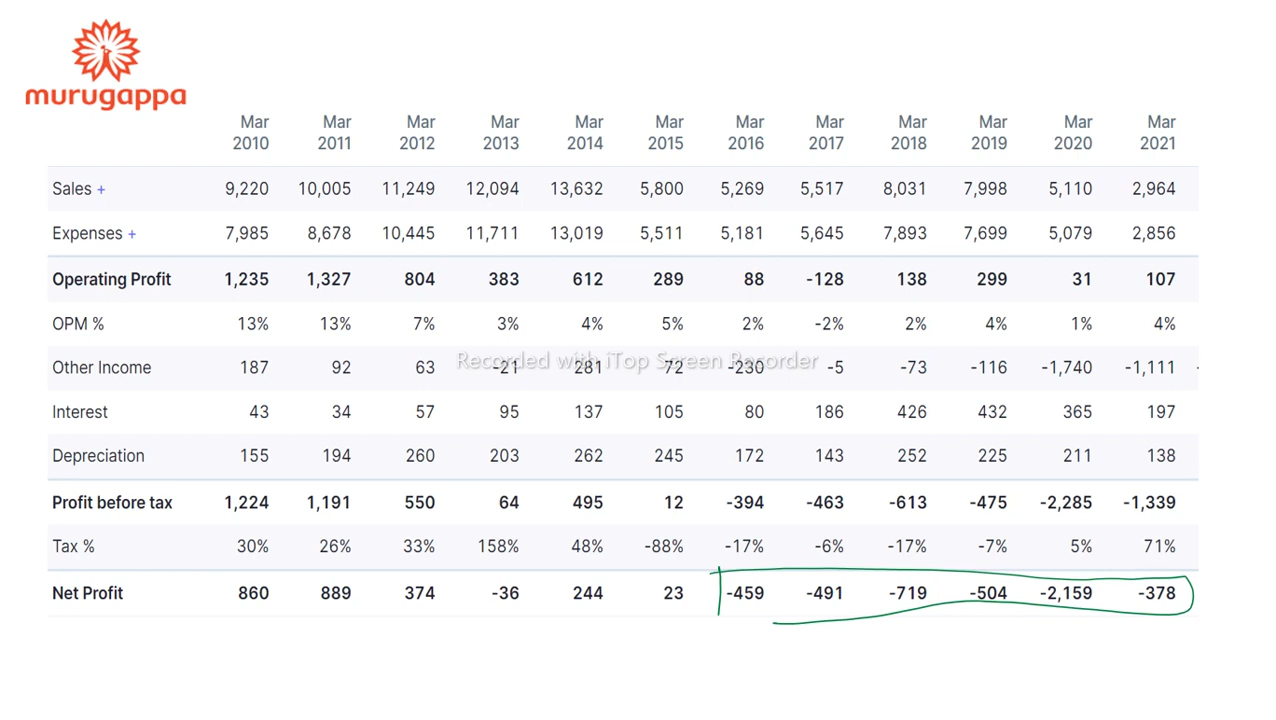 murugappa
Mar Mar Mar Mar Mar Mar Mar Mar Mar Mar Mar Mar
2010 2011 2012 2013 2014 2015 2016 2017 2018 2019 2020 2021
Sales + 9,220 10,005 11,249 12,094 13,632 5,800 5,269 5,517 8,031 7,998 5,110 2,964
Expenses + 7,985 8,678 10,445 11,711 13,019 5,511 5,181 5,645 7,893 7,699 5,079 2,856
Operating Profit 1,235 1,327 804 383 612 289 88 -128 138 299 31 107
OPM % 13% 13% 7% 3% 4% 5% 2% -2% 2% 4% 1% 4%
Recorded with iTop Screen Recorder
Other Income 187 92 63 -21 281 72 -230 -5 -73 -116 -1,740 -1,111 -
Interest 43 34 57 95 137 105 80 186 426 432 365 197
Depreciation 155 194 260 203 262 245 172 143 252 225 211 138
Profit before tax 1,224 1,191 550 64 495 12 -394 -463 -613 -475 -2,285 -1,339
Tax % 30% 26% 33% 158% 48% -88% -17% -6% -17% -7% 5% 71%
Net Profit 860 889 374 -36 244 23 -459 -491 -719 -504 -2,159 -378